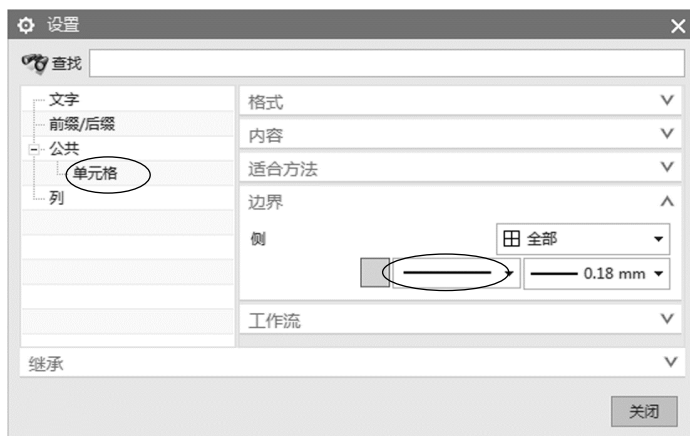 设置
查找
文字
前缀/后缀
公共
单元格
列
格式
内容
适合方法
边界
侧
全部
0.18 mm
工作流
继承
关闭